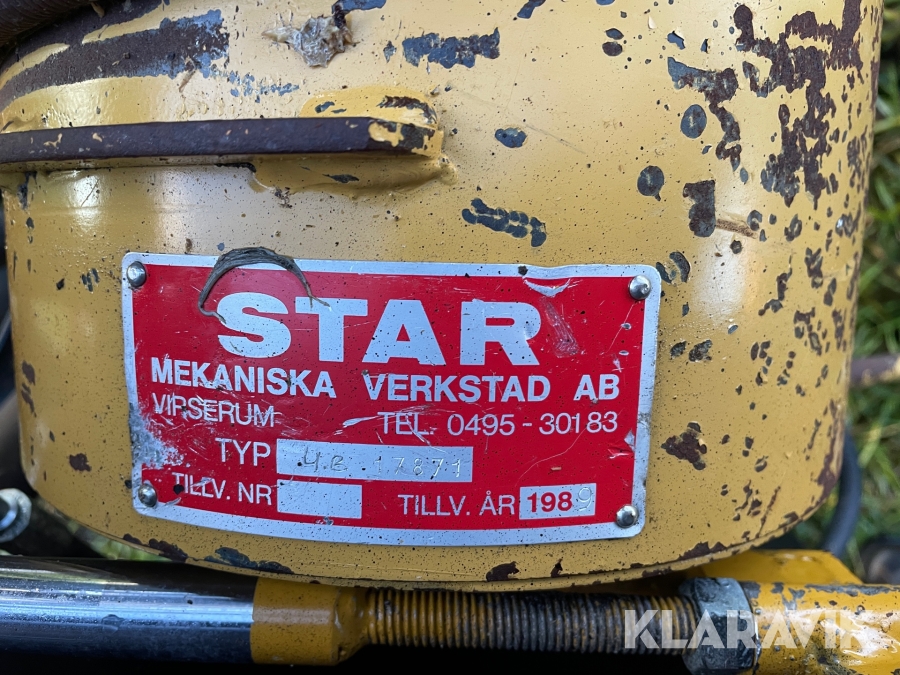 STAR
MEKANISKA VERKSTAD AB
VIRSERUM TEL. 0495-30183
TYP
TILLV. NR TILLV. ÅR 1989
KLARAVIK